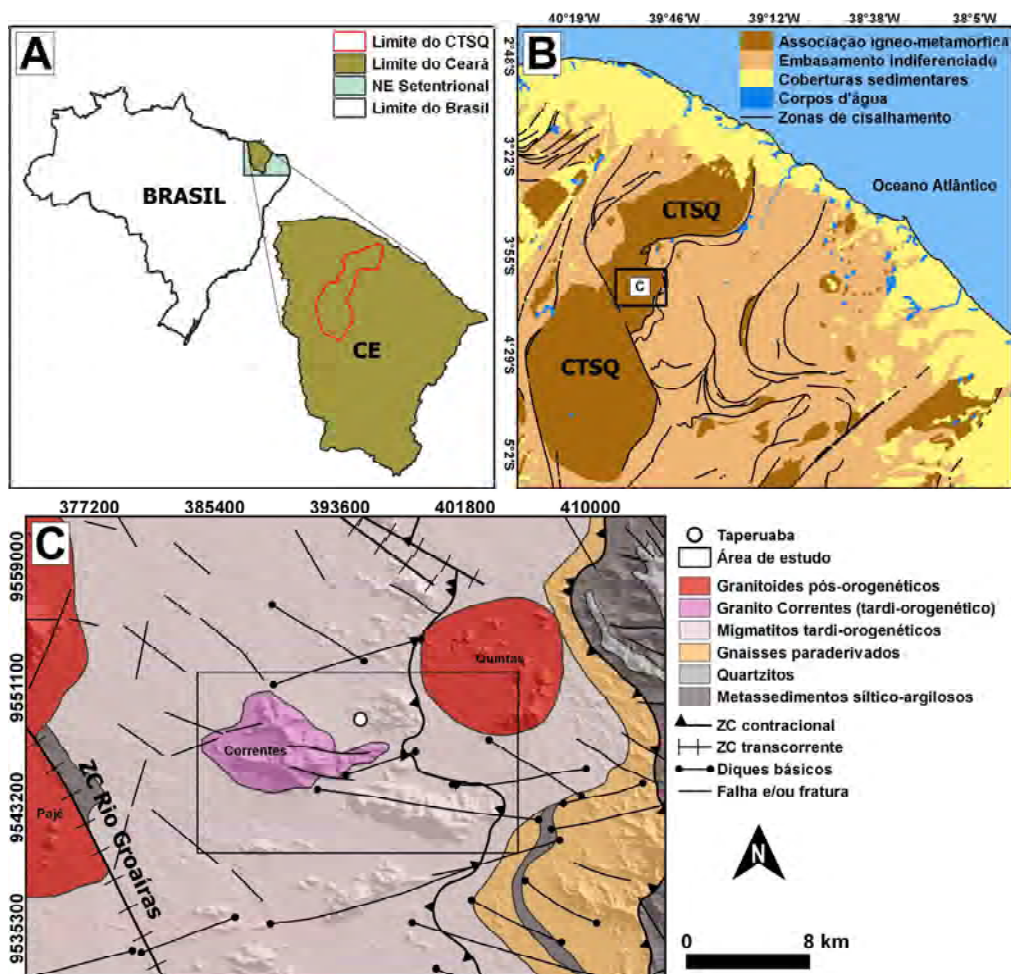 A
Limite do CTSQ
Limite do Ceará
NE Setentrional
Limite do Brasil
BRASIL
CE
40°19'W 39°46'W 39°12'W 38°38'W 38°5'W
2°48'S
3°22'S
3°55'S
4°29'S
5°2'S
B
Associação ígneo-metamórfica
Embasamento indiferenciado
Coberturas sedimentares
Corpos d'água
Zonas de cisalhamento
Oceano Atlântico
CTSQ
C
CTSQ
377200 385400 393600 401800 410000
9559000
9551100
9543200
9535300
C
Quintas
Correntes
Pajé
ZC Rio Groaíras
Taperuaba
Área de estudo
Granitoides pós-orogenéticos
Granito Correntes (tardi-orogenético)
Migmatitos tardi-orogenéticos
Gnaisses paraderivados
Quartzitos
Metassedimentos síltico-argilosos
ZC contracional
ZC transcorrente
Diques básicos
Falha e/ou fratura
N
0 8 km